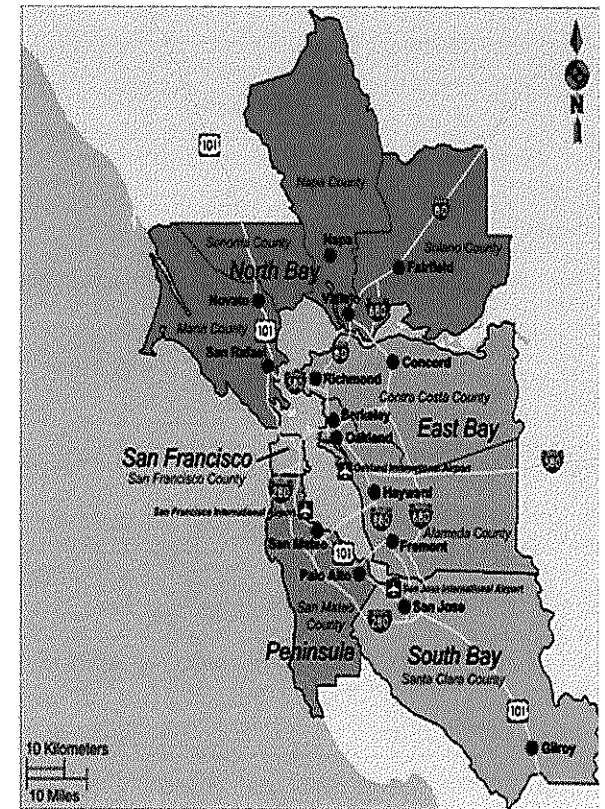 N
101
Napa County
80
Sonoma County
Napa
Solano County
North Bay
Fairfield
Novato
Vallejo
680
Marin County
101
80
San Rafael
Concord
Richmond
Contra Costa County
Berkeley
East Bay
Oakland
San Francisco
San Francisco County
Oakland International Airport
580
280
Hayward
San Francisco International Airport
880
680
Alameda County
San Mateo
101
Fremont
Palo Alto
San Jose International Airport
San Mateo
County
San Jose
280
Peninsula
South Bay
Santa Clara County
101
10 Kilometers
Gilroy
10 Miles